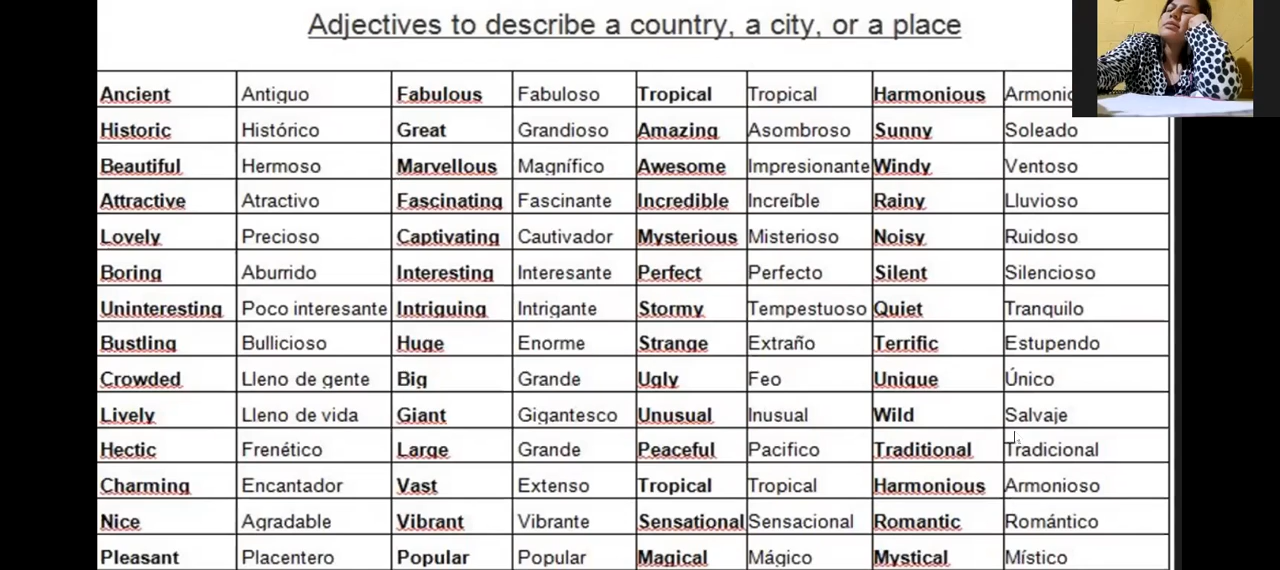 Adjectives to describe a country, a city, or a place
Ancient Antiguo Fabulous Fabuloso Tropical Tropical Harmonious
Historic Histórico Great Grandioso Amazing Asombroso Sunny Soleado
Beautiful Hermoso Marvellous Magnífico Awesome Impresionante Windy Ventoso
Attractive Atractivo Fascinating Fascinante Incredible Increíble Rainy Lluvioso
Lovely Precioso Captivating Cautivador Mysterious Misterioso Noisy Ruidoso
Boring Aburrido Interesting Interesante Perfect Perfecto Silent Silencioso
Uninteresting Poco interesante Intriguing Intrigante Stormy Tempestuoso Quiet Tranquilo
Bustling Bullicioso Huge Enorme Strange Extraño Terrific Estupendo
Crowded Lleno de gente Big Grande Ugly Feo Unique Único
Lively Lleno de vida Giant Gigantesco Unusual Inusual Wild Salvaje
Hectic Frenético Large Grande Peaceful Pacifico Traditional Tradicional
Charming Encantador Vast Extenso Tropical Tropical Harmonious Armonioso
Nice Agradable Vibrant Vibrante Sensational Sensacional Romantic Romántico
Pleasant Placentero Popular Popular Magical Mágico Mystical Místico